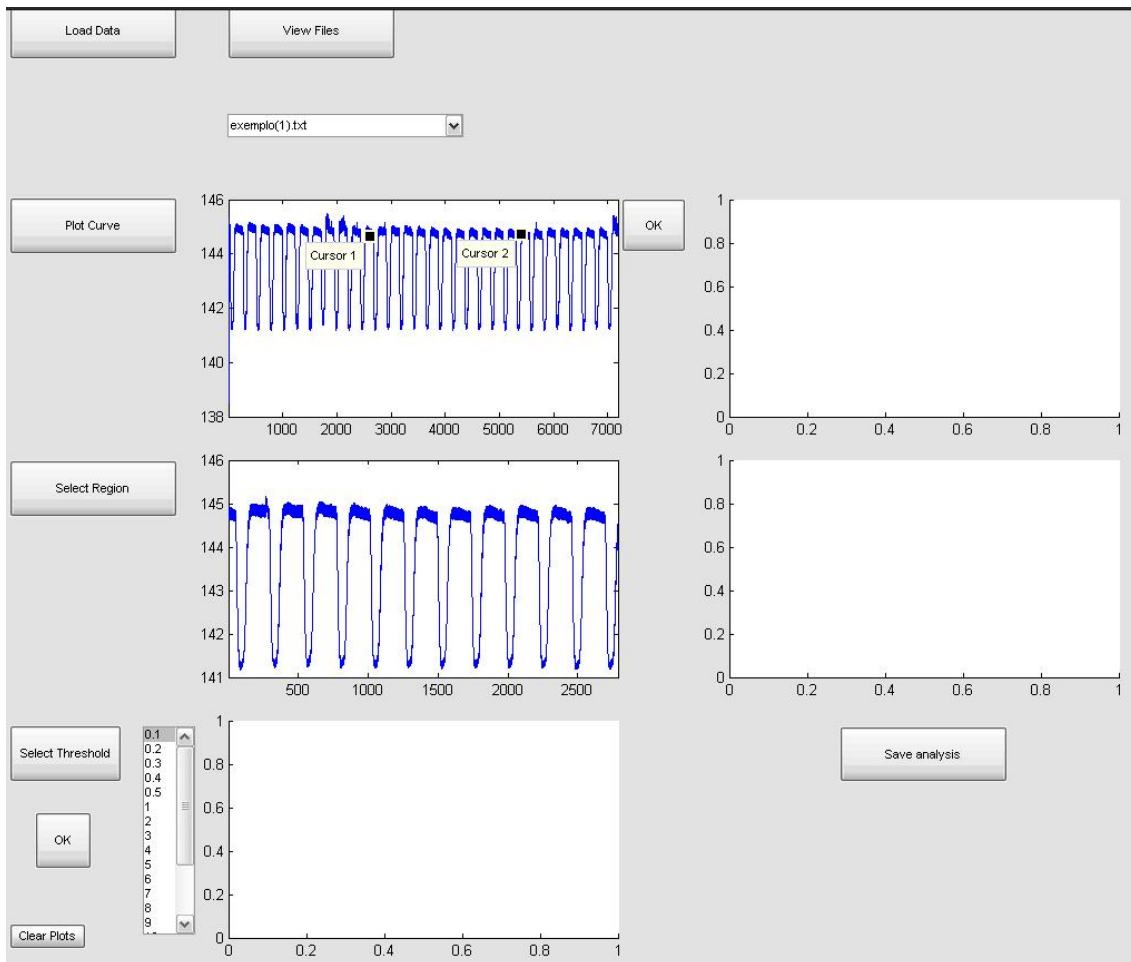 Load Data
View Files
exemplo(1).txt
Plot Curve
146
144
142
140
138
1000 2000 3000 4000 5000 6000 7000
Cursor 1
Cursor 2
OK
1
0.8
0.6
0.4
0.2
0
0 0.2 0.4 0.6 0.8 1
Select Region
146
145
144
143
142
141
500 1000 1500 2000 2500
1
0.8
0.6
0.4
0.2
0
0 0.2 0.4 0.6 0.8 1
Select Threshold
0.1
0.2
0.3
0.4
0.5
1
2
3
4
5
6
7
8
9
OK
Clear Plots
1
0.8
0.6
0.4
0.2
0
0 0.2 0.4 0.6 0.8 1
Save analysis